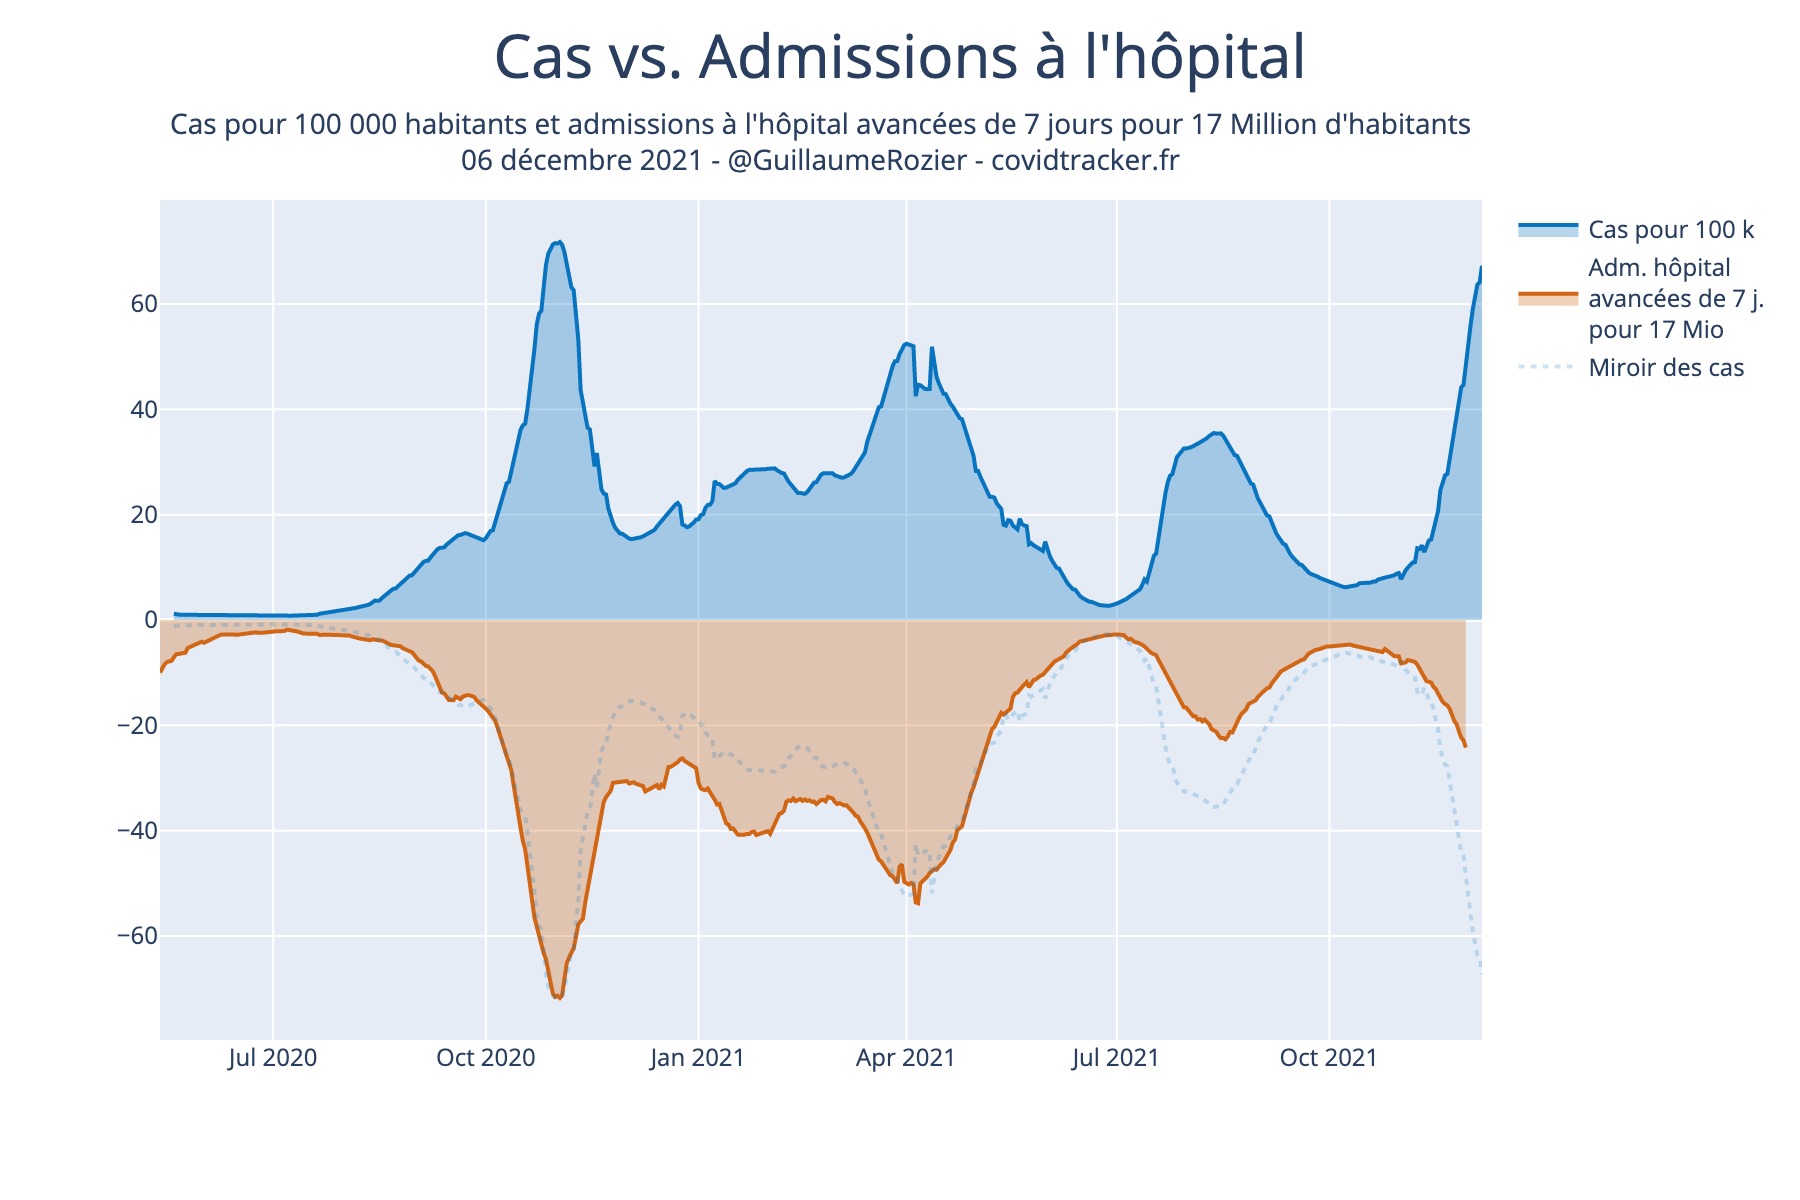 Cas vs. Admissions à l'hôpital
Cas pour 100 000 habitants et admissions à l'hôpital avancées de 7 jours pour 17 Million d'habitants
06 décembre 2021 - @GuillaumeRozier - covidtracker.fr
Cas pour 100 k
Adm. hôpital
avancées de 7 j.
pour 17 Mio
Miroir des cas
60
40
20
0
−20
−40
−60
Jul 2020
Oct 2020
Jan 2021
Apr 2021
Jul 2021
Oct 2021